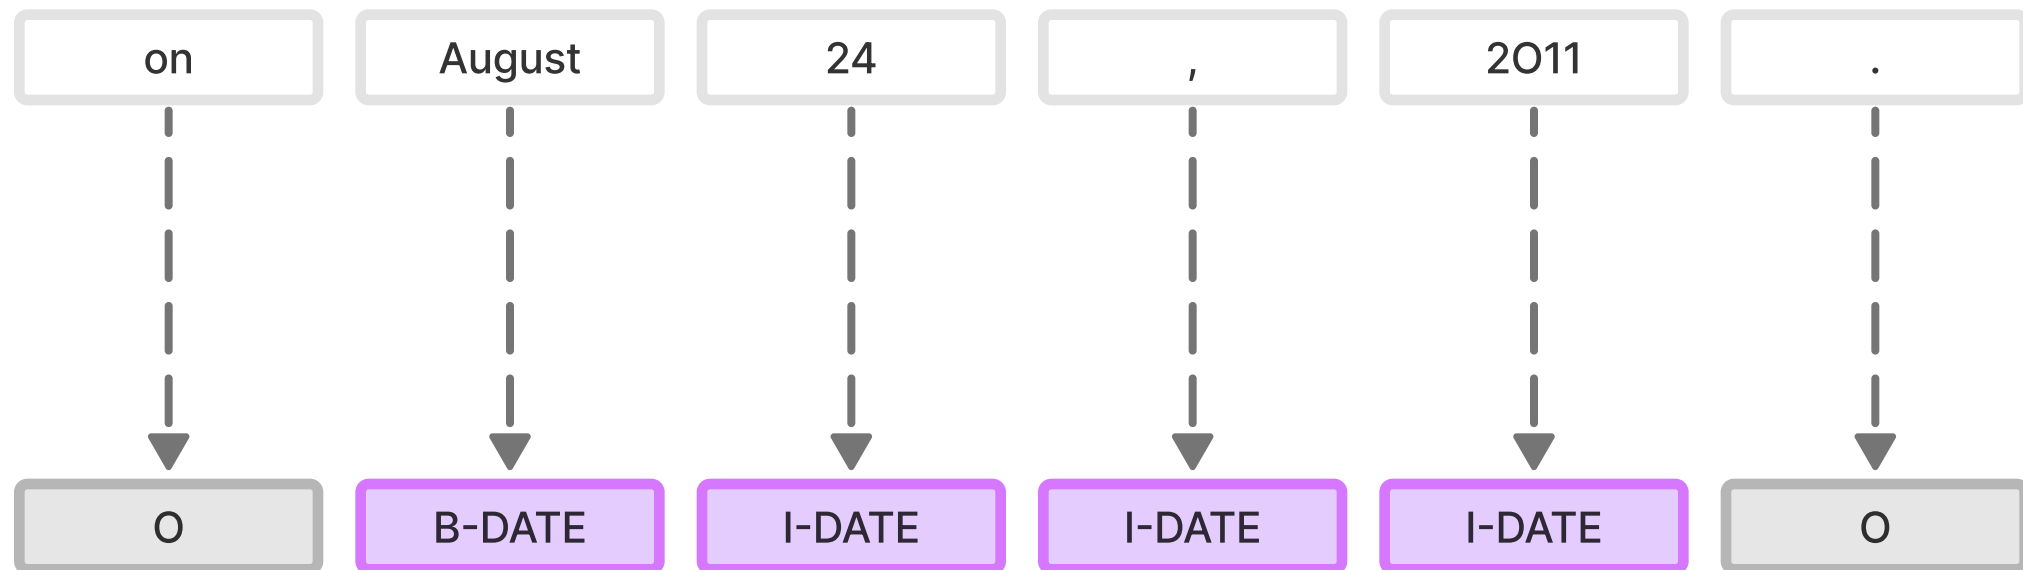 on August 24 , 2011 .
O B-DATE I-DATE I-DATE I-DATE O